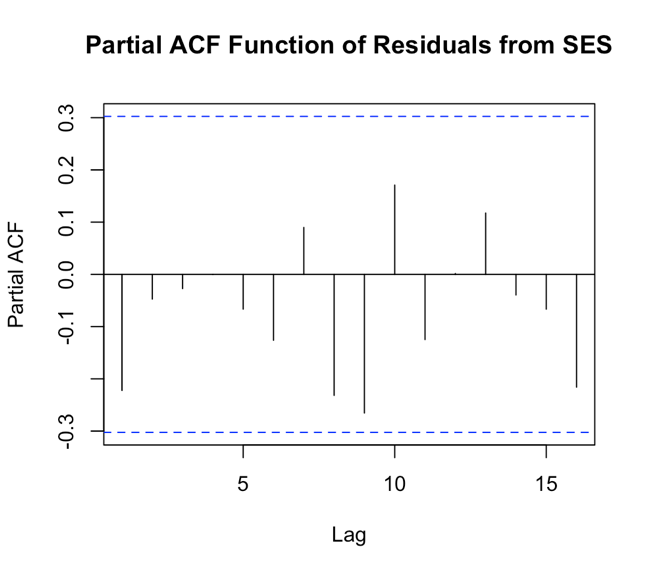 Partial ACF Function of Residuals from SES
0.3
0.2
0.1
0.0
-0.1
-0.3
Partial ACF
5 10 15
Lag